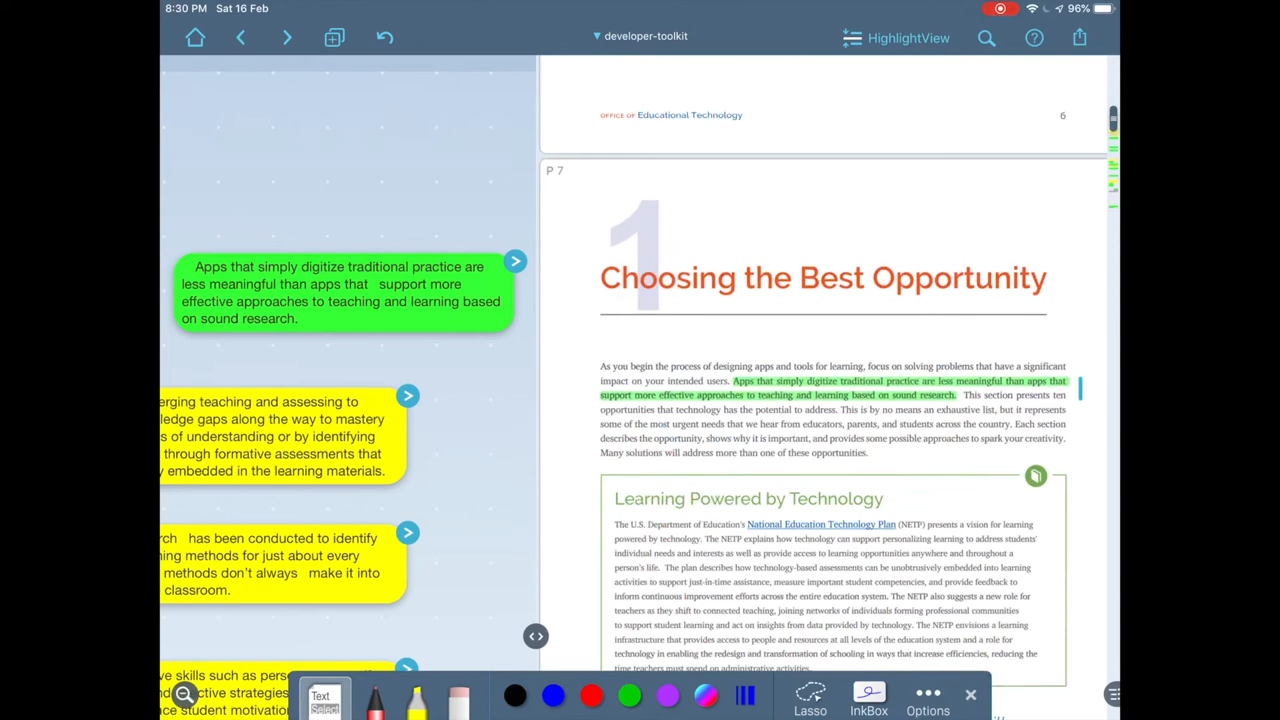 8:30 PM Sat 16 Feb
96%
developer-toolkit
HighlightView
OFFICE OF Educational Technology
6
P 7
1
Choosing the Best Opportunity
As you begin the process of designing apps and tools for learning, focus on solving problems that have a significant
impact on your intended users. Apps that simply digitize traditional practice are less meaningful than apps that
support more effective approaches to teaching and learning based on sound research. This section presents ten
opportunities that technology has the potential to address. This is by no means an exhaustive list, but it represents
some of the most urgent needs that we hear from educators, parents, and students across the country. Each section
describes the opportunity, shows why it is important, and provides some possible approaches to spark your creativity.
Many solutions will address more than one of these opportunities.
Learning Powered by Technology
The U.S. Department of Education's National Education Technology Plan (NETP) presents a vision for learning
powered by technology. The NETP explains how technology can support personalizing learning to address students'
individual needs and interests as well as provide access to learning opportunities anywhere and throughout a
person's life. The plan describes how technology-based assessments can be unobtrusively embedded into learning
activities to support just-in-time assistance, measure important student competencies, and provide feedback to
inform continuous improvement efforts across the entire education system. The NETP also suggests a new role for
teachers as they shift to connected teaching, joining networks of individuals forming professional communities
to support student learning and act on insights from data provided by technology. The NETP envisions a learning
infrastructure that provides access to people and resources at all levels of the education system and a role for
technology in enabling the redesign and transformation of schooling in ways that increase efficiencies, reducing the
time teachers must spend on administrative activities.
Apps that simply digitize traditional practice are
less meaningful than apps that support more
effective approaches to teaching and learning based
on sound research.
erging teaching and assessing to
ledge gaps along the way to mastery
s of understanding or by identifying
through formative assessments that
y embedded in the learning materials.
rch has been conducted to identify
ning methods for just about every
methods don't always make it into
classroom.
ve skills such as pers
nd ctive strategies
nce student motivation
Text
Select
Lasso
InkBox
Options